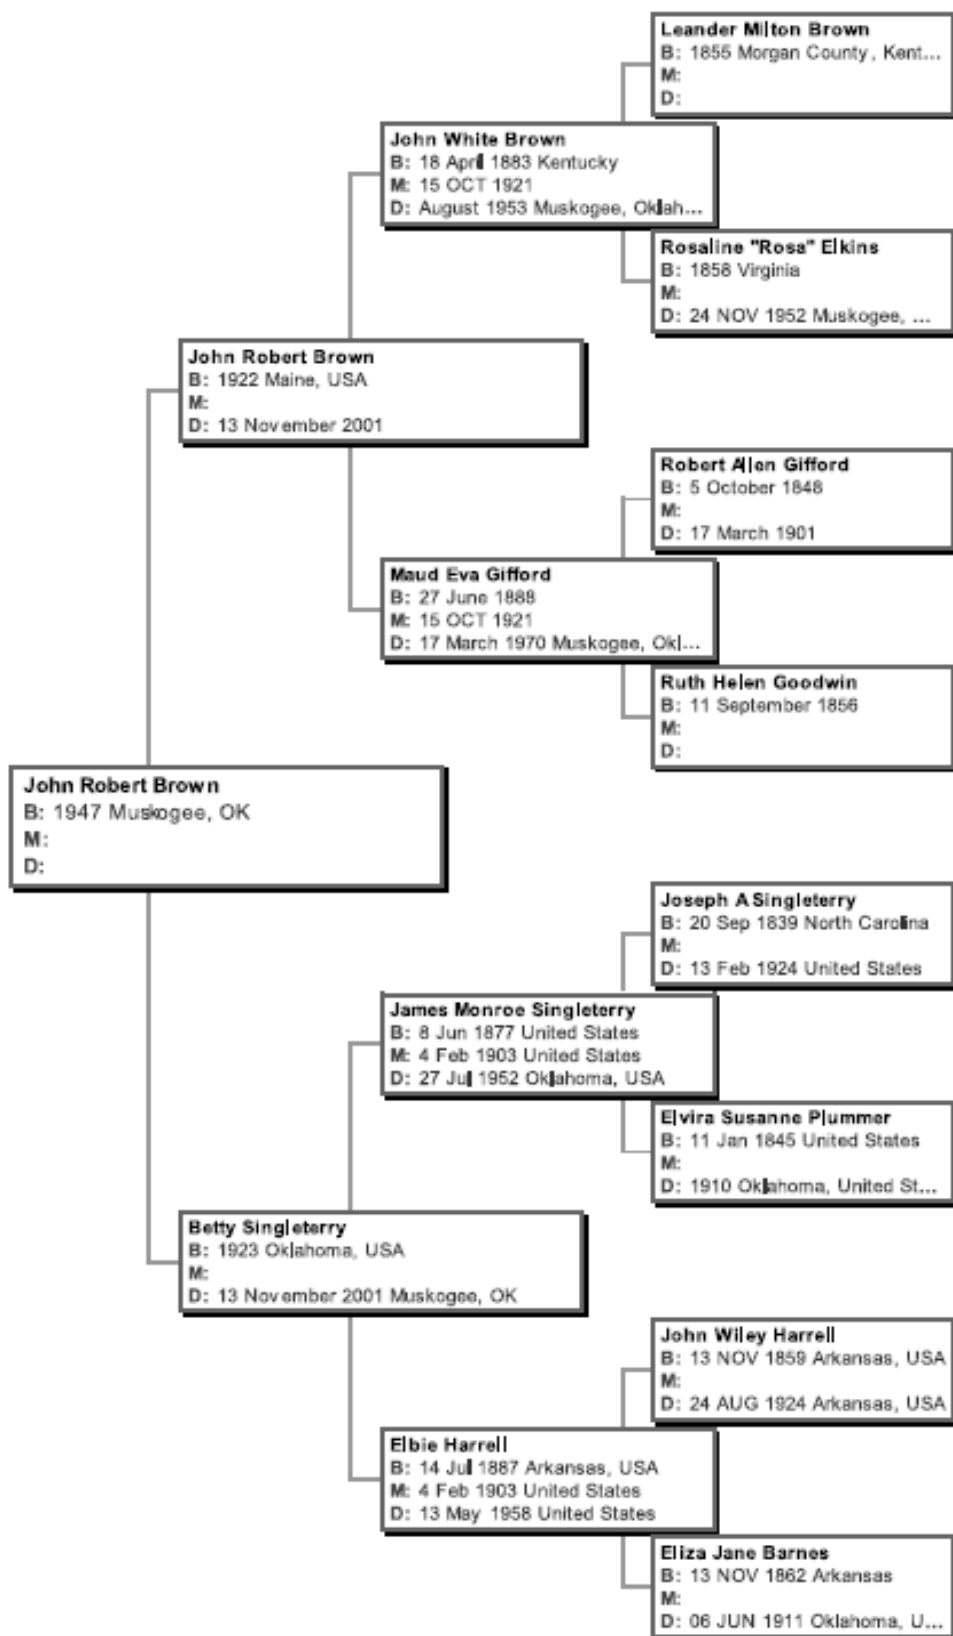 Leander Milton Brown
B: 1855 Morgan County, Kent...
M:
D:
John White Brown
B: 18 April 1883 Kentucky
M: 15 OCT 1921
D: August 1953 Muskogee, Oklah...
Rosaline "Rosa" Elkins
B: 1858 Virginia
M:
D: 24 NOV 1952 Muskogee, ...
John Robert Brown
B: 1922 Maine, USA
M:
D: 13 November 2001
Robert Allen Gifford
B: 5 October 1848
M:
D: 17 March 1901
Maud Eva Gifford
B: 27 June 1888
M: 15 OCT 1921
D: 17 March 1970 Muskogee, Okl...
Ruth Helen Goodwin
B: 11 September 1856
M:
D:
John Robert Brown
B: 1947 Muskogee, OK
M:
D:
Joseph A Singleterry
B: 20 Sep 1839 North Carolina
M:
D: 13 Feb 1924 United States
James Monroe Singleterry
B: 8 Jun 1877 United States
M: 4 Feb 1903 United States
D: 27 Jul 1952 Oklahoma, USA
Elvira Susanne Plummer
B: 11 Jan 1845 United States
M:
D: 1910 Oklahoma, United St...
Betty Singleterry
B: 1923 Oklahoma, USA
M:
D: 13 November 2001 Muskogee, OK
John Wiley Harrell
B: 13 NOV 1859 Arkansas, USA
M:
D: 24 AUG 1924 Arkansas, USA
Elbie Harrell
B: 14 Jul 1887 Arkansas, USA
M: 4 Feb 1903 United States
D: 13 May 1958 United States
Eliza Jane Barnes
B: 13 NOV 1862 Arkansas
M:
D: 06 JUN 1911 Oklahoma, U...